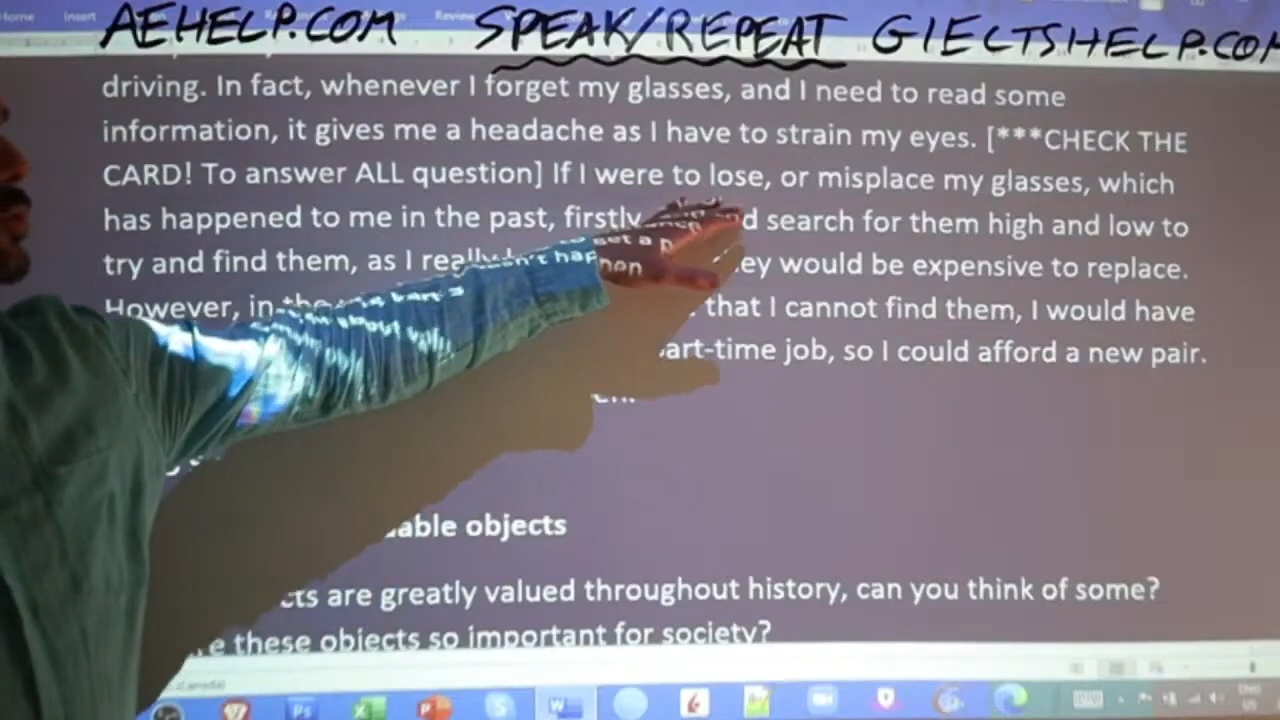 Home Insert
AEHELP.COM SPEAK/REPEAT GIELTSHELP.COM
driving. In fact, whenever I forget my glasses, and I need to read some
information, it gives me a headache as I have to strain my eyes. [***CHECK THE
CARD! To answer ALL question] If I were to lose, or misplace my glasses, which
has happened to me in the past, firstly search for them high and low to
try and find them, as I really would be expensive to replace.
However, in that I cannot find them, I would have
art-time job, so I could afford a new pair.
able objects
cts are greatly valued throughout history, can you think of some?
e these objects so important for society?